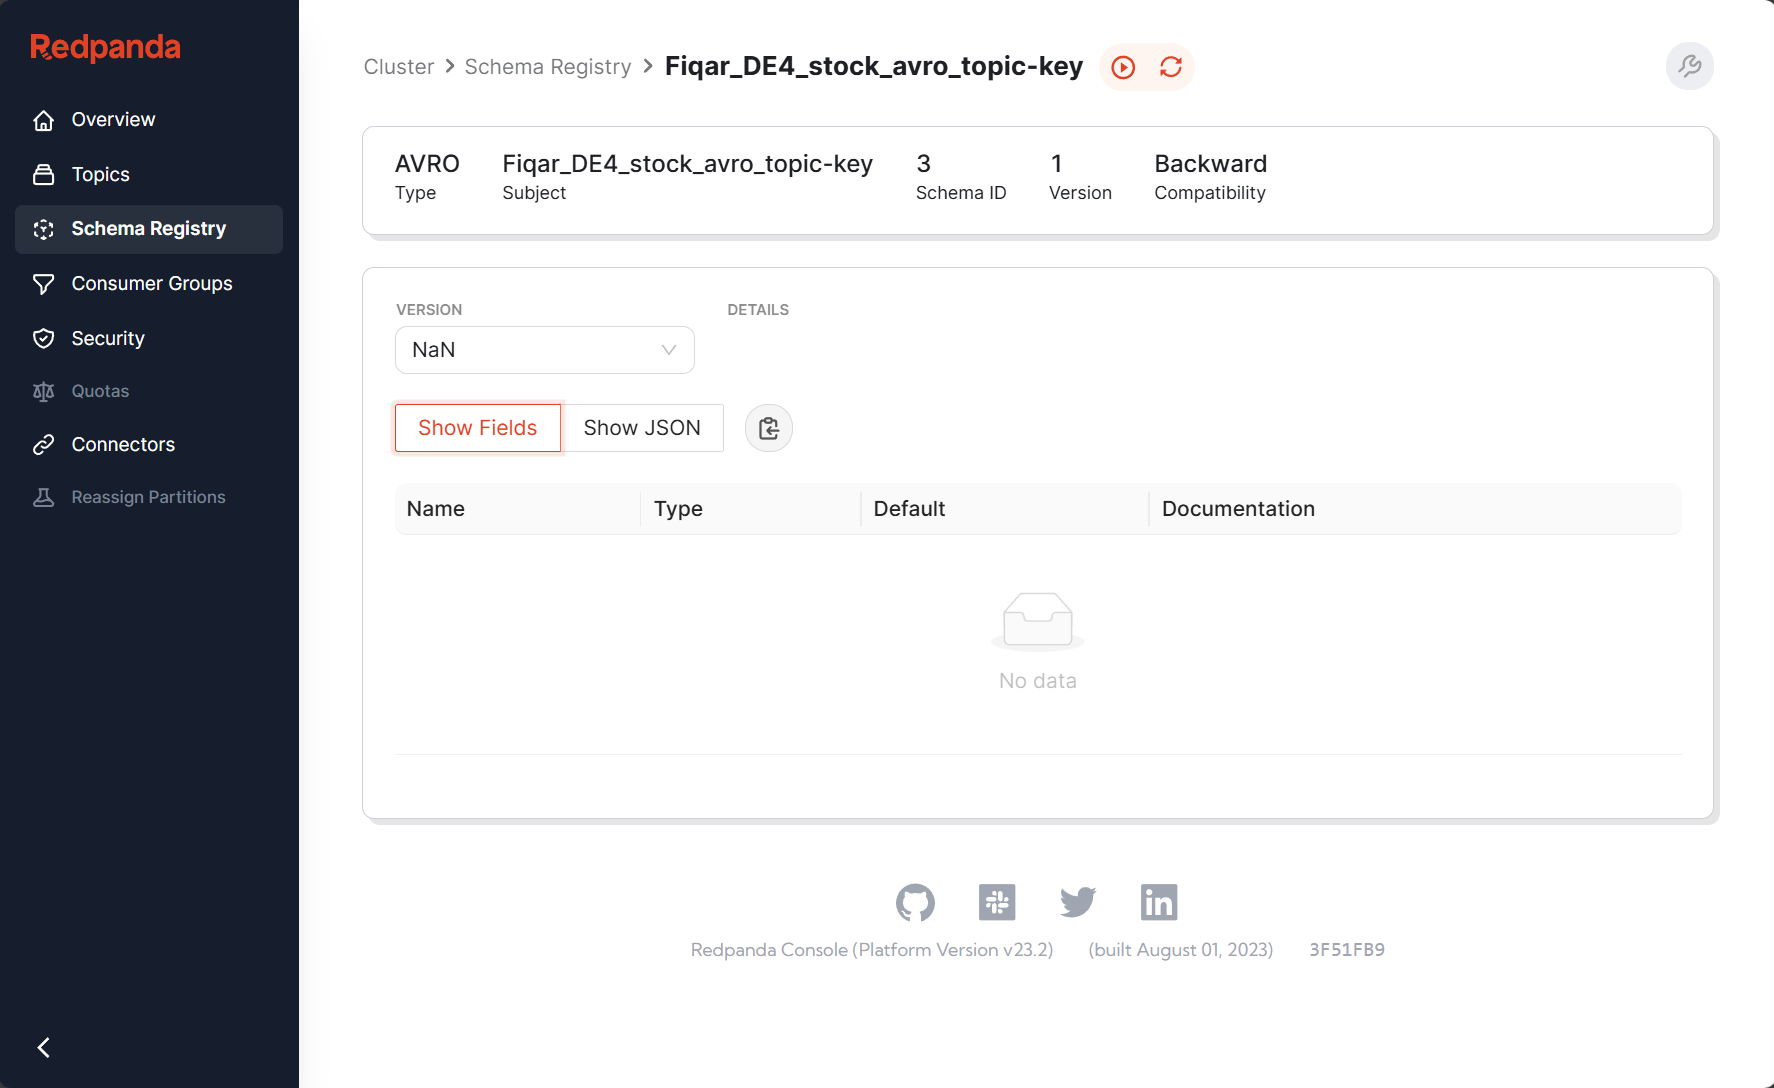 Redpanda
Overview
Topics
Schema Registry
Consumer Groups
Security
Quotas
Connectors
Reassign Partitions
Cluster > Schema Registry > Fiqar_DE4_stock_avro_topic-key
AVRO Fiqar_DE4_stock_avro_topic-key 3 1 Backward
Type Subject Schema ID Version Compatibility
VERSION DETAILS
NaN
Show Fields Show JSON
Name Type Default Documentation
No data
Redpanda Console (Platform Version v23.2) (built August 01, 2023) 3F51FB9